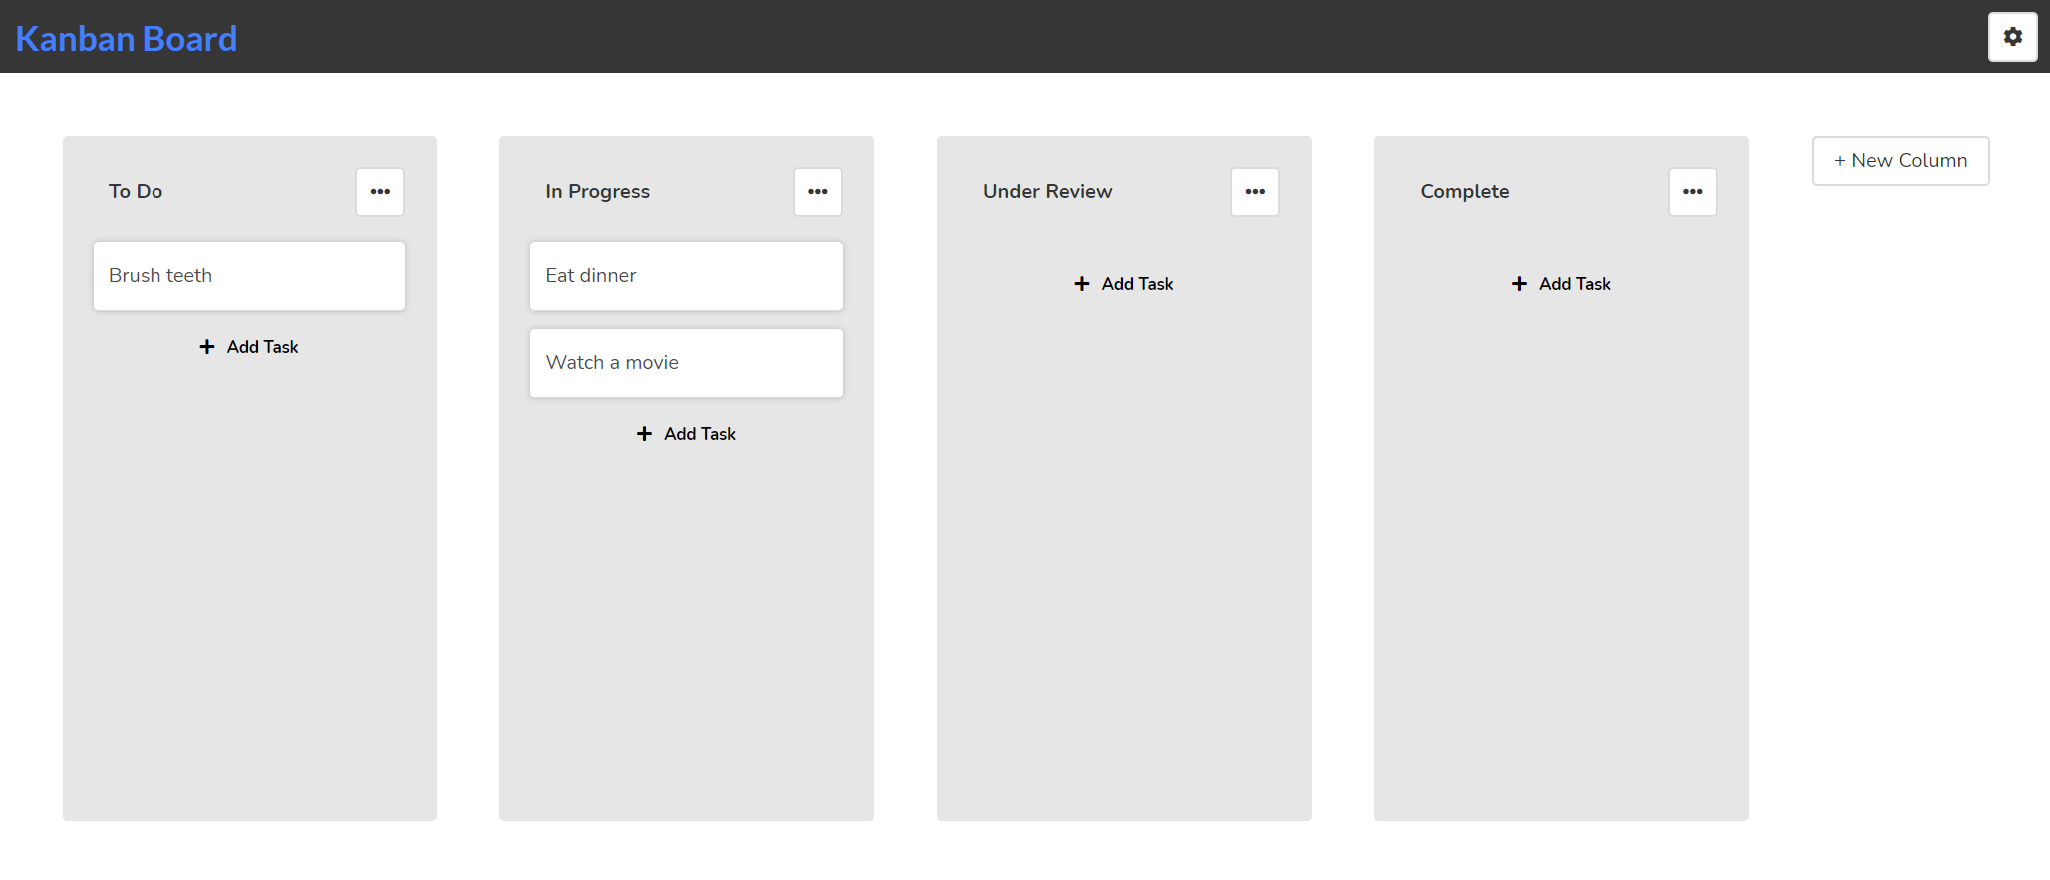 Kanban Board
To Do
Brush teeth
+ Add Task
In Progress
Eat dinner
Watch a movie
+ Add Task
Under Review
+ Add Task
Complete
+ Add Task
+ New Column